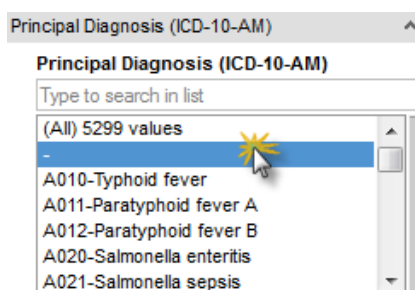 Principal Diagnosis (ICD-10-AM)
Principal Diagnosis (ICD-10-AM)
Type to search in list
(All) 5299 values
-
A010-Typhoid fever
A011-Paratyphoid fever A
A012-Paratyphoid fever B
A020-Salmonella enteritis
A021-Salmonella sepsis